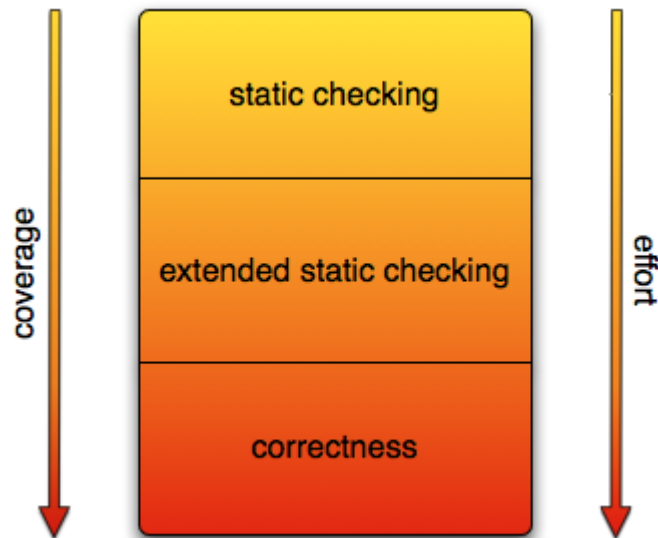 static checking
coverage
extended static checking
effort
correctness